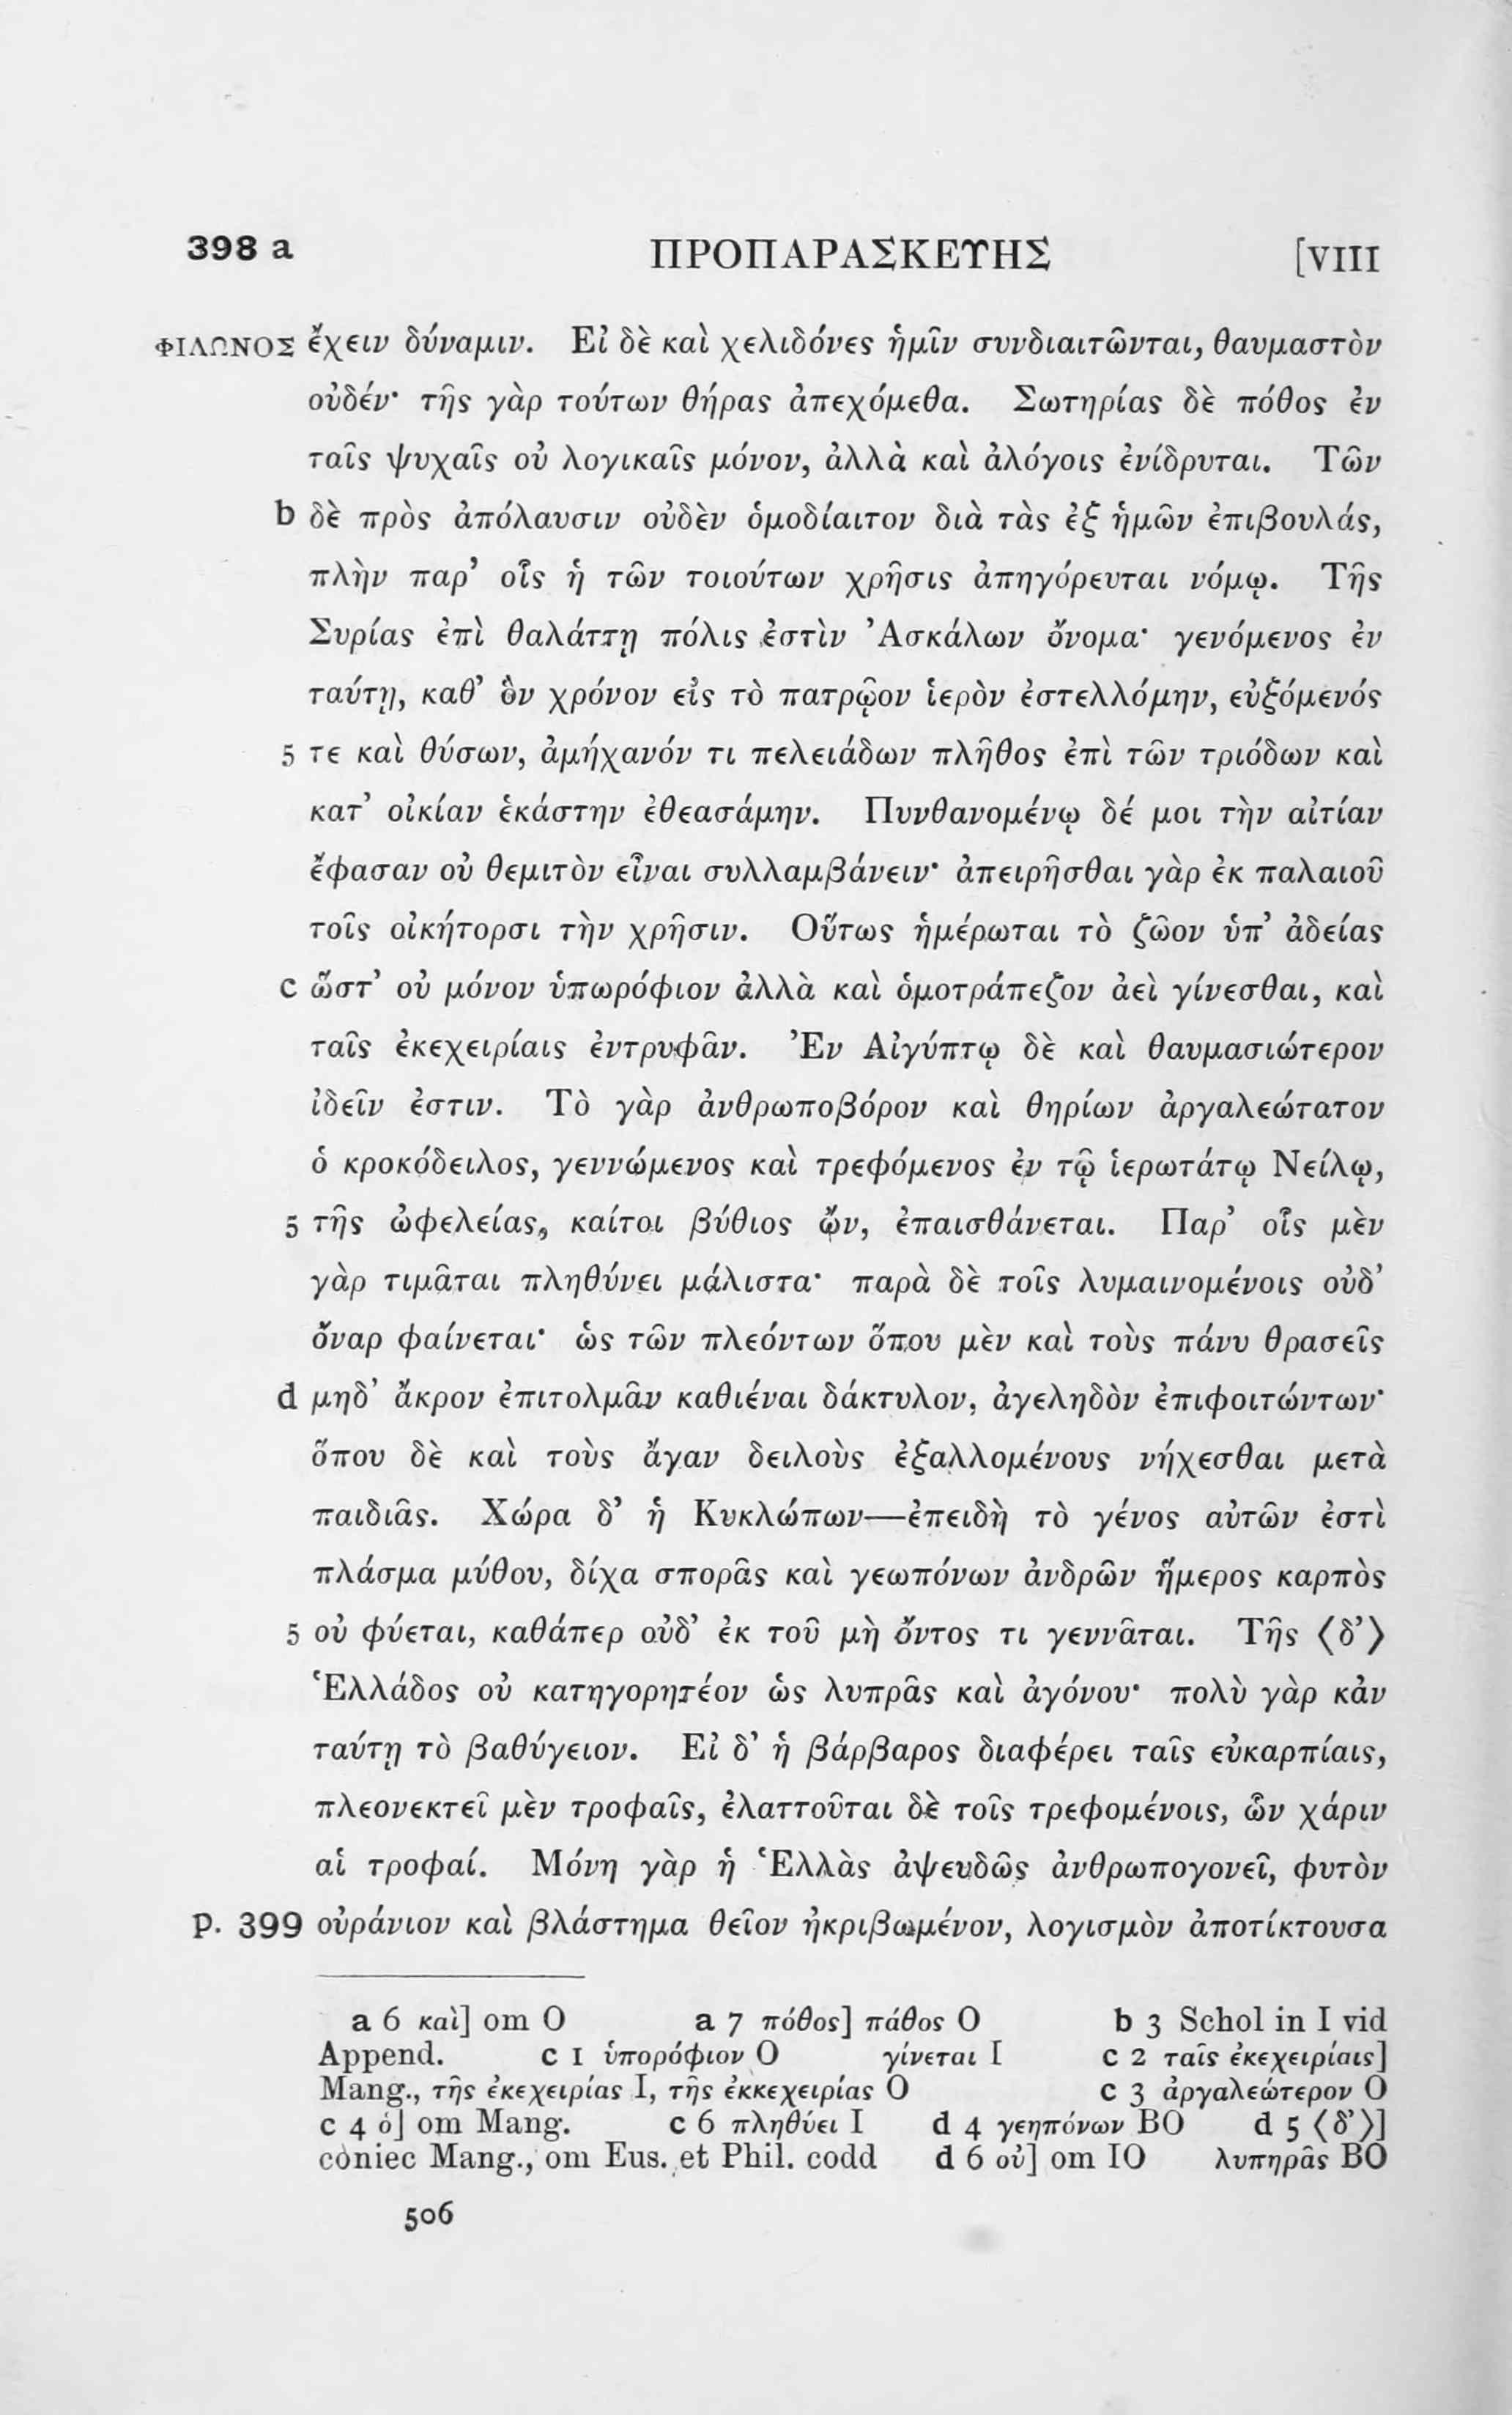 398 a ΠΡΟΠΑΡΑΣΚΕΥΗΣ [VIII
ΦΙΛΩΝΟΣ ἔχειν δύναμιν. Εἰ δὲ καὶ χελιδόνες ἡμῖν συνδιαιτῶνται, θαυμαστὸν
οὐδέν· τῆς γὰρ τούτων θήρας ἀπεχόμεθα. Σωτηρίας δὲ πόθος ἐν
ταῖς ψυχαῖς οὐ λογικαῖς μόνον, ἀλλὰ καὶ ἀλόγοις ἐνίδρυται. Τῶν
b δὲ πρὸς ἀπόλαυσιν οὐδὲν ὁμοδίαιτον διὰ τὰς ἐξ ἡμῶν ἐπιβουλάς,
πλὴν παρ’ οἷς ἡ τῶν τοιούτων χρῆσις ἀπηγόρευται νόμῳ. Τῆς
Συρίας ἐπὶ θαλάττῃ πόλις ἐστὶν Ἀσκάλων ὄνομα· γενόμενος ἐν
ταύτῃ, καθ’ ὃν χρόνον εἰς τὸ πατρῷον ἱερὸν ἐστελλόμην, εὐξόμενός
5 τε καὶ θύσων, ἀμήχανόν τι πελειάδων πλῆθος ἐπὶ τῶν τριόδων καὶ
κατ’ οἰκίαν ἑκάστην ἐθεασάμην. Πυνθανομένῳ δέ μοι τὴν αἰτίαν
ἔφασαν οὐ θεμιτὸν εἶναι συλλαμβάνειν· ἀπειρῆσθαι γὰρ ἐκ παλαιοῦ
τοῖς οἰκήτορσι τὴν χρῆσιν. Οὕτως ἡμέρωται τὸ ζῶον ὑπ’ ἀδείας
c ὥστ’ οὐ μόνον ὑπωρόφιον ἀλλὰ καὶ ὁμοτράπεζον ἀεὶ γίνεσθαι, καὶ
ταῖς ἐκεχειρίαις ἐντρυφᾶν. Ἐν Αἰγύπτῳ δὲ καὶ θαυμασιώτερον
ἰδεῖν ἐστιν. Τὸ γὰρ ἀνθρωποβόρον καὶ θηρίων ἀργαλεώτατον
ὁ κροκόδειλος, γεννώμενος καὶ τρεφόμενος ἐν τῷ ἱερωτάτῳ Νείλῳ,
5 τῆς ὠφελείας, καίτοι βύθιος ὤν, ἐπαισθάνεται. Παρ’ οἷς μὲν
γὰρ τιμᾶται πληθύνει μάλιστα· παρὰ δὲ τοῖς λυμαινομένοις οὐδ’
ὄναρ φαίνεται· ὡς τῶν πλεόντων ὅπου μὲν καὶ τοὺς πάνυ θρασεῖς
d μηδ’ ἄκρον ἐπιτολμᾶν καθιέναι δάκτυλον, ἀγεληδὸν ἐπιφοιτώντων·
ὅπου δὲ καὶ τοὺς ἄγαν δειλοὺς ἐξαλλομένους νήχεσθαι μετὰ
παιδιᾶς. Χώρα δ’ ἡ Κυκλώπων—ἐπειδὴ τὸ γένος αὐτῶν ἐστὶ
πλάσμα μύθου, δίχα σπορᾶς καὶ γεωπόνων ἀνδρῶν ἥμερος καρπὸς
5 οὐ φύεται, καθάπερ οὐδ’ ἐκ τοῦ μὴ ὄντος τι γεννᾶται. Τῆς ⟨δ’⟩
Ἑλλάδος οὐ κατηγορητέον ὡς λυπρᾶς καὶ ἀγόνου· πολὺ γὰρ κἀν
ταύτῃ τὸ βαθύγειον. Εἰ δ’ ἡ βάρβαρος διαφέρει ταῖς εὐκαρπίαις,
πλεονεκτεῖ μὲν τροφαῖς, ἐλαττοῦται δὲ τοῖς τρεφομένοις, ὧν χάριν
αἱ τροφαί. Μόνη γὰρ ἡ Ἑλλὰς ἀψευδῶς ἀνθρωπογονεῖ, φυτὸν
p. 399 οὐράνιον καὶ βλάστημα θεῖον ἠκριβωμένον, λογισμὸν ἀποτίκτουσα
a 6 καὶ] om O a 7 πόθος] πάθος O b 3 Schol in I vid
Append. c 1 ὑπορόφιον O γίνεται I c 2 ταῖς ἐκεχειρίαις]
Mang., τῆς ἐκεχειρίας I, τῆς ἐκκεχειρίας O c 3 ἀργαλεώτερον O
c 4 ὁ] om Mang. c 6 πληθύει I d 4 γεηπόνων BO d 5 ⟨δ’⟩]
coniec Mang., om Eus. et Phil. codd d 6 οὐ] om IO λυπηρᾶς BO
506